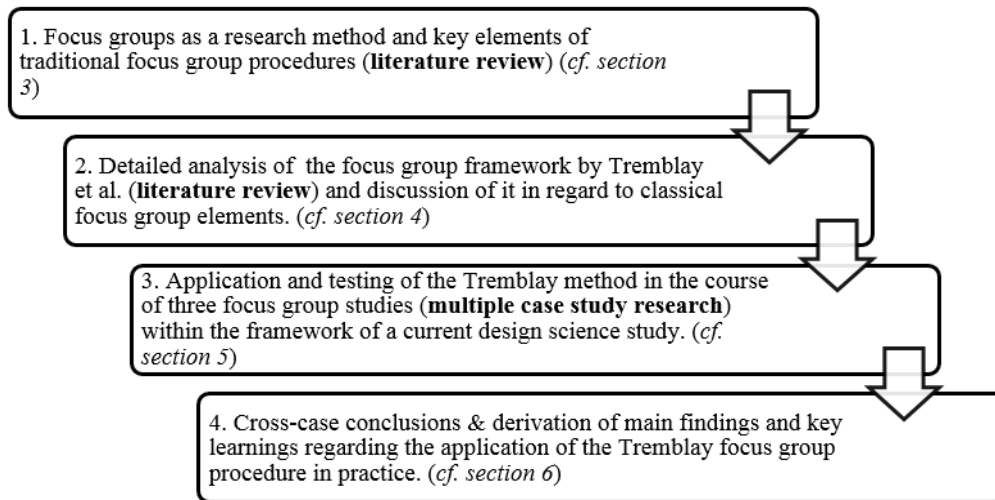 1. Focus groups as a research method and key elements of
traditional focus group procedures (literature review) (cf. section
3)
2. Detailed analysis of the focus group framework by Tremblay
et al. (literature review) and discussion of it in regard to classical
focus group elements. (cf. section 4)
3. Application and testing of the Tremblay method in the course
of three focus group studies (multiple case study research)
within the framework of a current design science study. (cf.
section 5)
4. Cross-case conclusions & derivation of main findings and key
learnings regarding the application of the Tremblay focus group
procedure in practice. (cf. section 6)